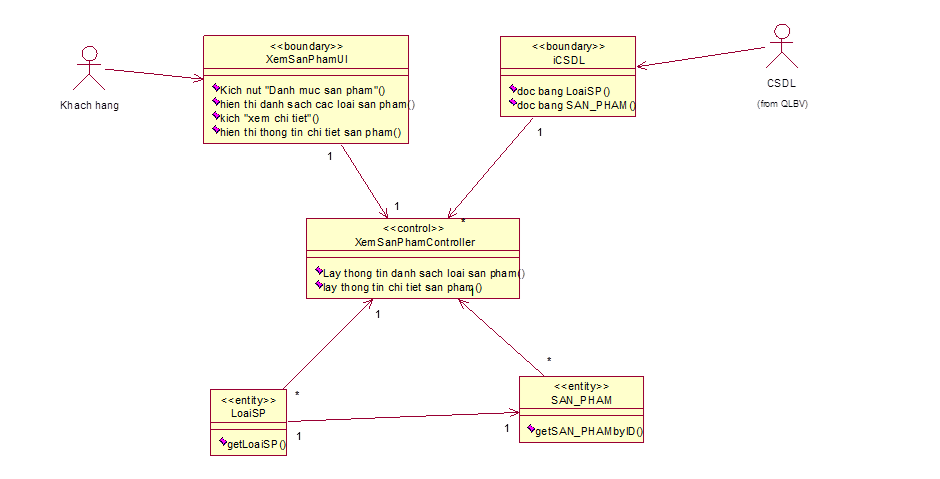 Khach hang
<<boundary>>
XemSanPhamUI
Kich nut "Danh muc san pham"()
hien thi danh sach cac loai san pham()
kich "xem chi tiet"()
hien thi thong tin chi tiet san pham()
<<boundary>>
iCSDL
doc bang LoaiSP()
doc bang SAN_PHAM()
CSDL
(from QLBV)
1
1
1
*
<<control>>
XemSanPhamController
Lay thong tin danh sach loai san pham()
lay thong tin chi tiet san pham()
1
1
*
*
<<entity>>
LoaiSP
getLoaiSP()
1
1
<<entity>>
SAN_PHAM
getSAN_PHAMbyID()